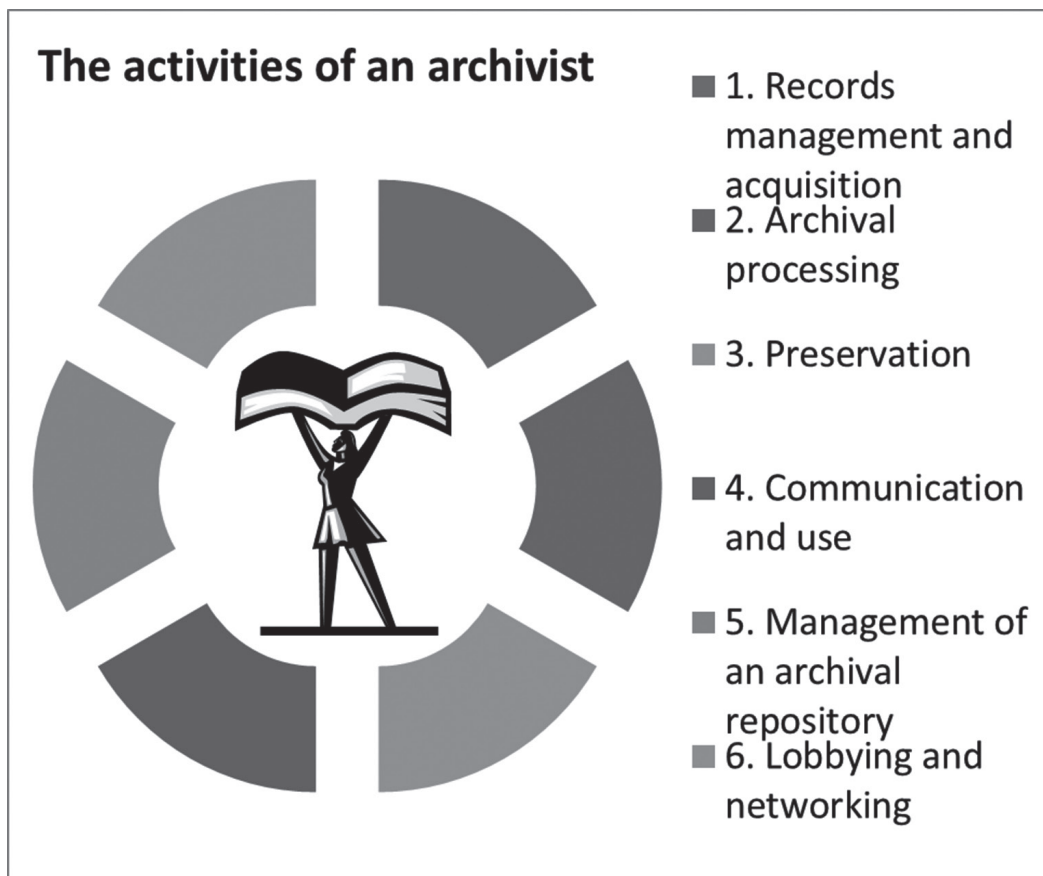 The activities of an archivist
1. Records
management and
acquisition
2. Archival
processing
3. Preservation
4. Communication
and use
5. Management of
an archival
repository
6. Lobbying and
networking